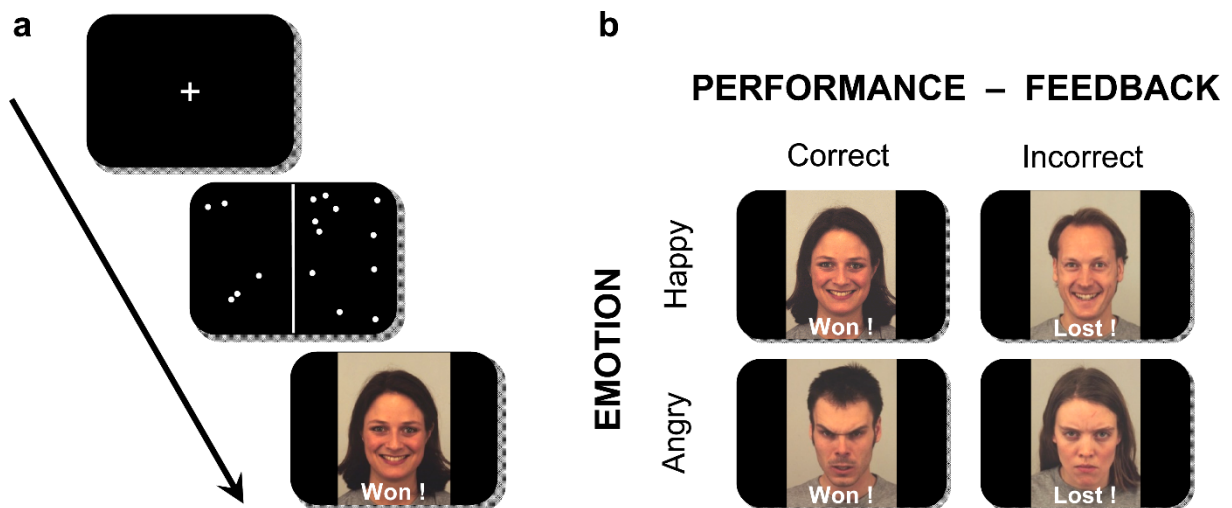 a
+
Won !
b
PERFORMANCE – FEEDBACK
Correct Incorrect
EMOTION
Happy
Won !
Lost !
Angry
Won !
Lost !